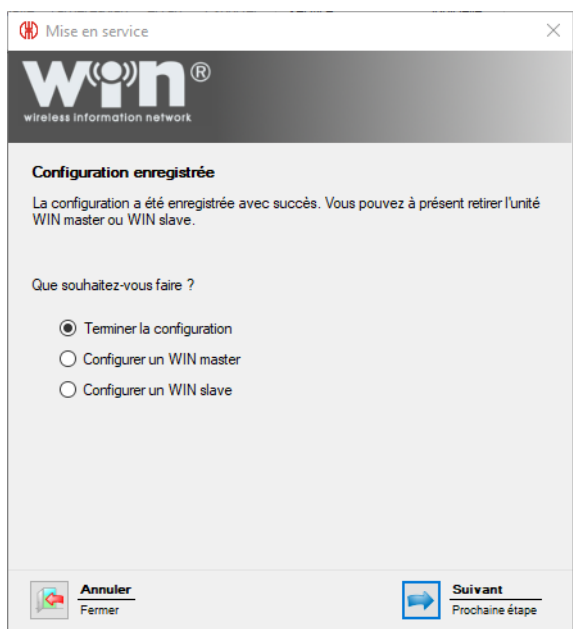 Mise en service
WIN®
wireless information network
Configuration enregistrée
La configuration a été enregistrée avec succès. Vous pouvez à présent retirer l'unité
WIN master ou WIN slave.
Que souhaitez-vous faire ?
Terminer la configuration
Configurer un WIN master
Configurer un WIN slave
Annuler
Fermer
Suivant
Prochaine étape